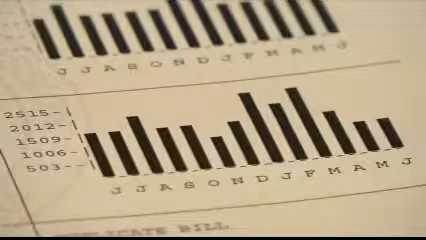 J J A S O N D J F M A M J
2515-
2012-
1509-
1006-
503-
J J A S O N D J F M A M J
BILL